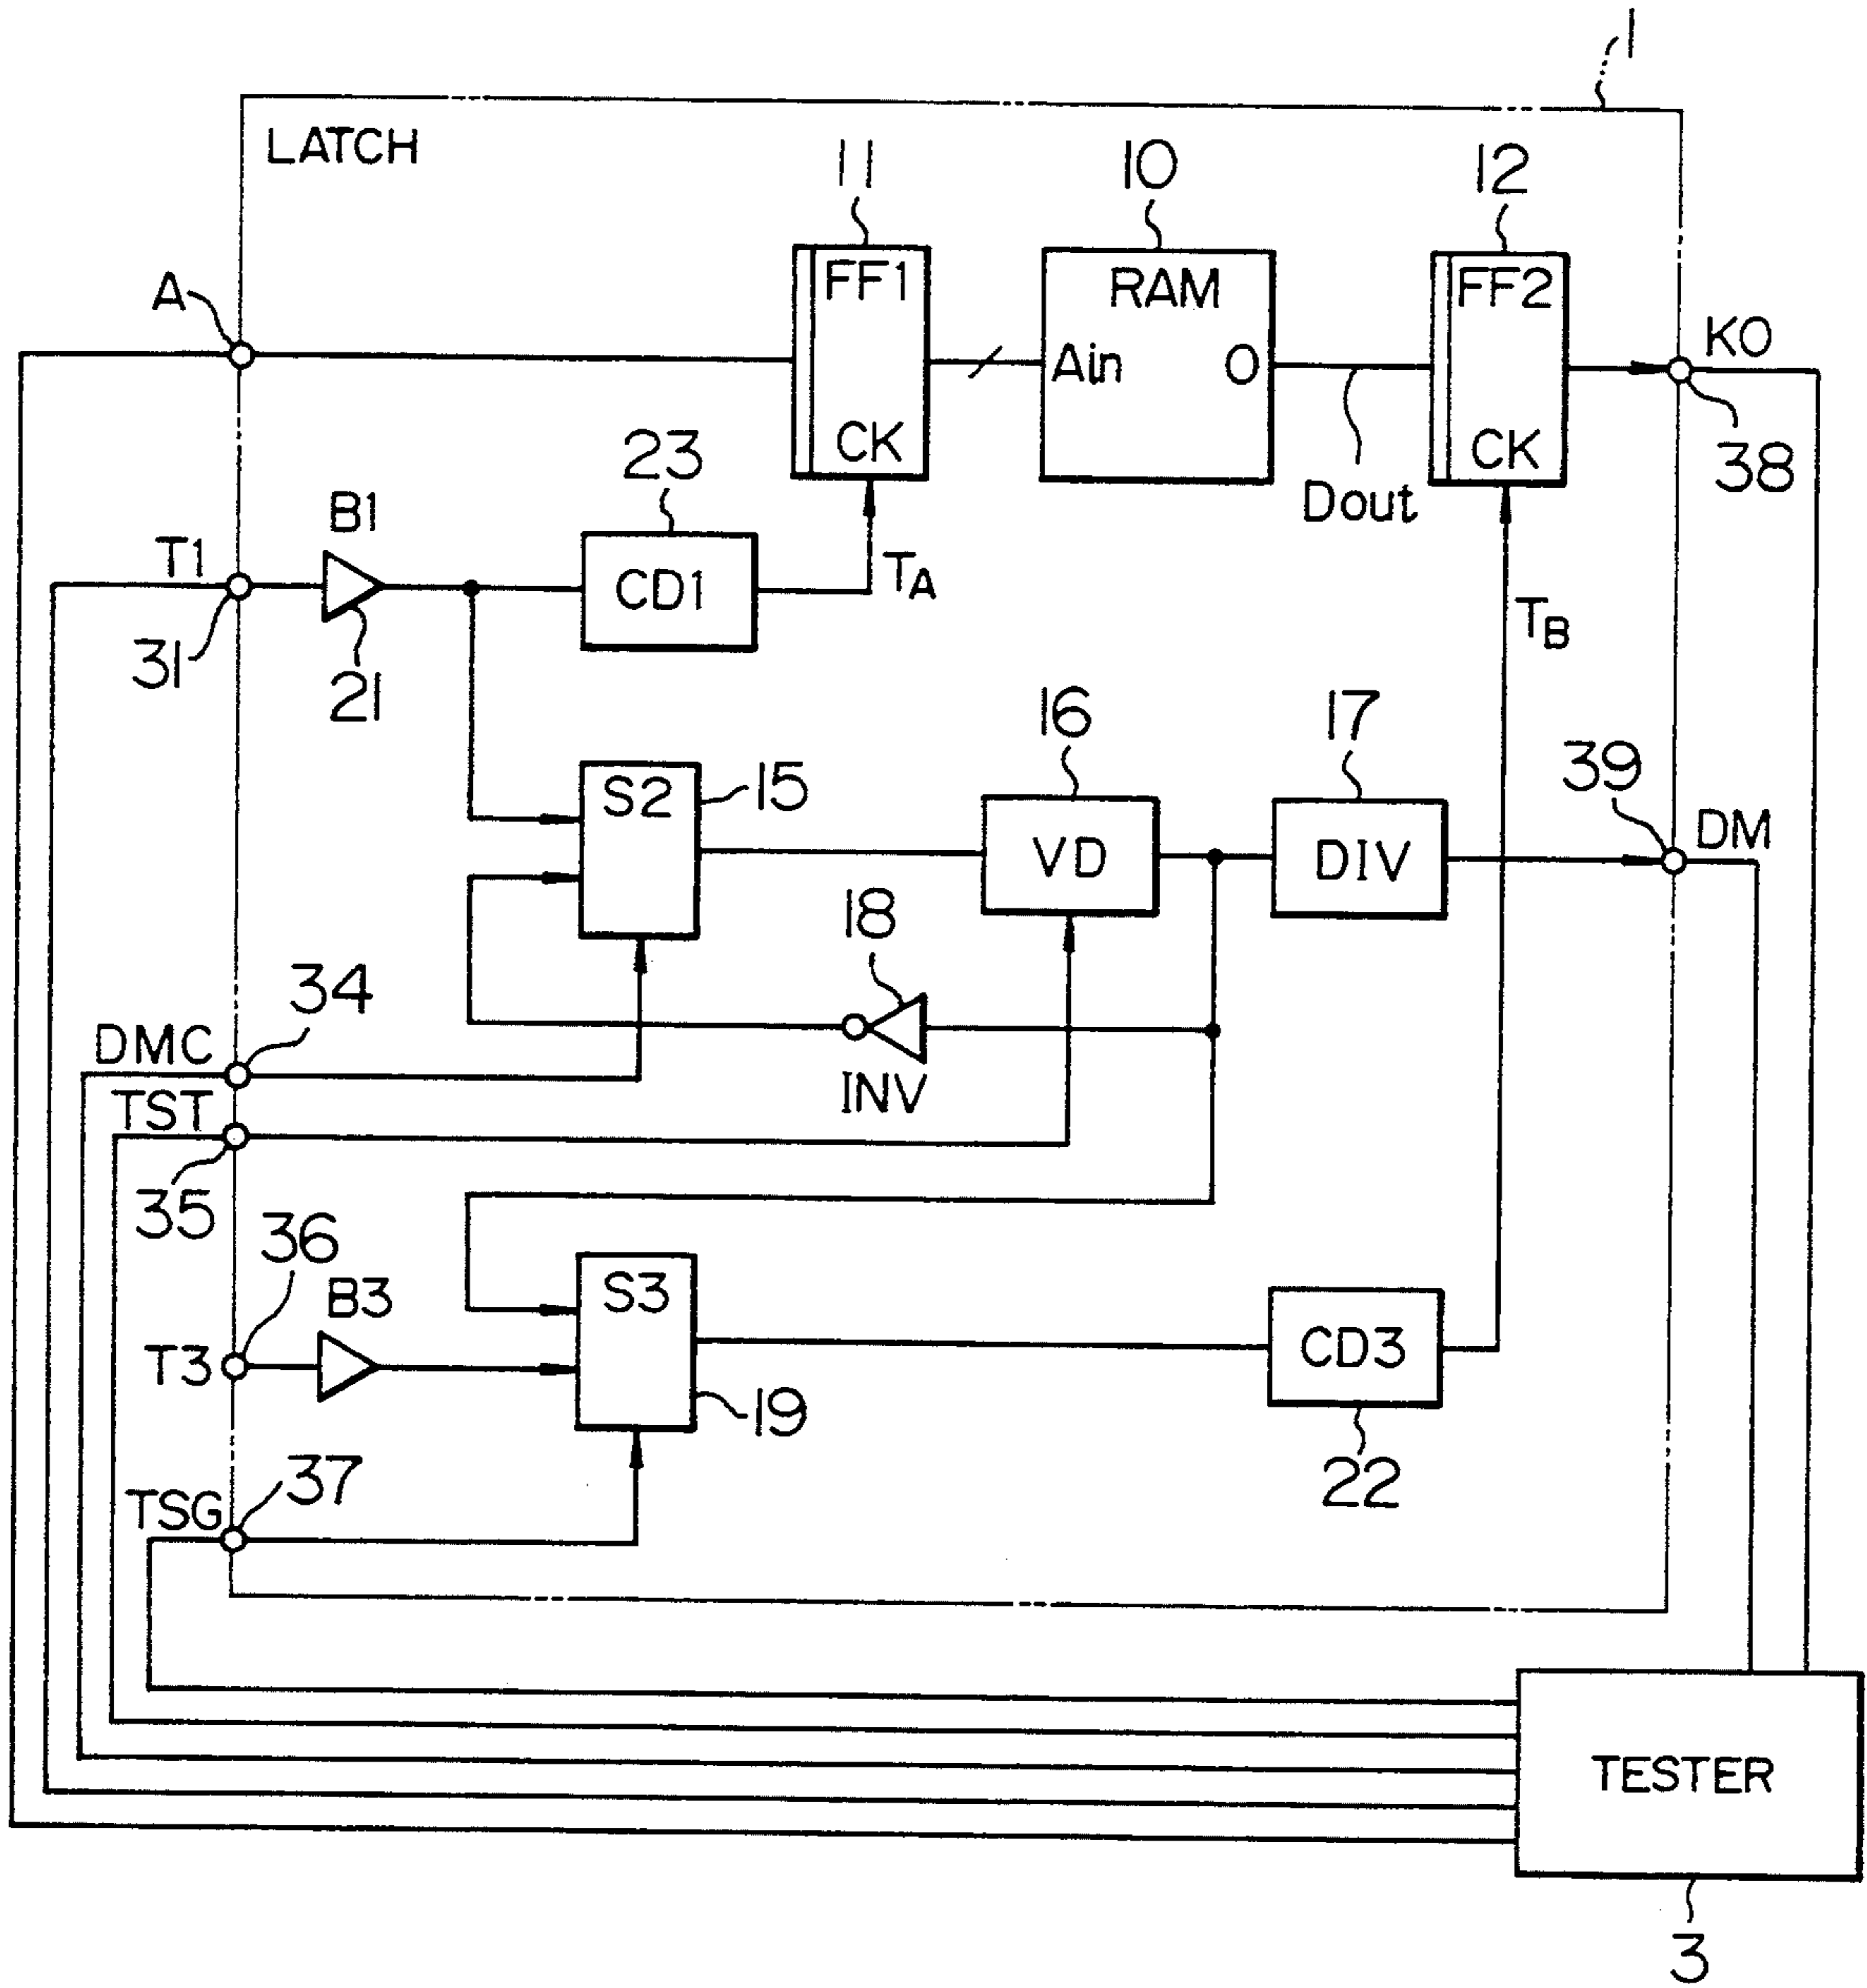 1
LATCH
11
10
12
A
FF1
RAM
FF2
KO
Ain
O
CK
CK
38
23
Dout
B1
T1
CD1
TA
TB
31
21
16
17
39
S2
15
DM
VD
DIV
18
34
DMC
INV
TST
35
36
S3
B3
T3
CD3
19
22
37
TSG
TESTER
3